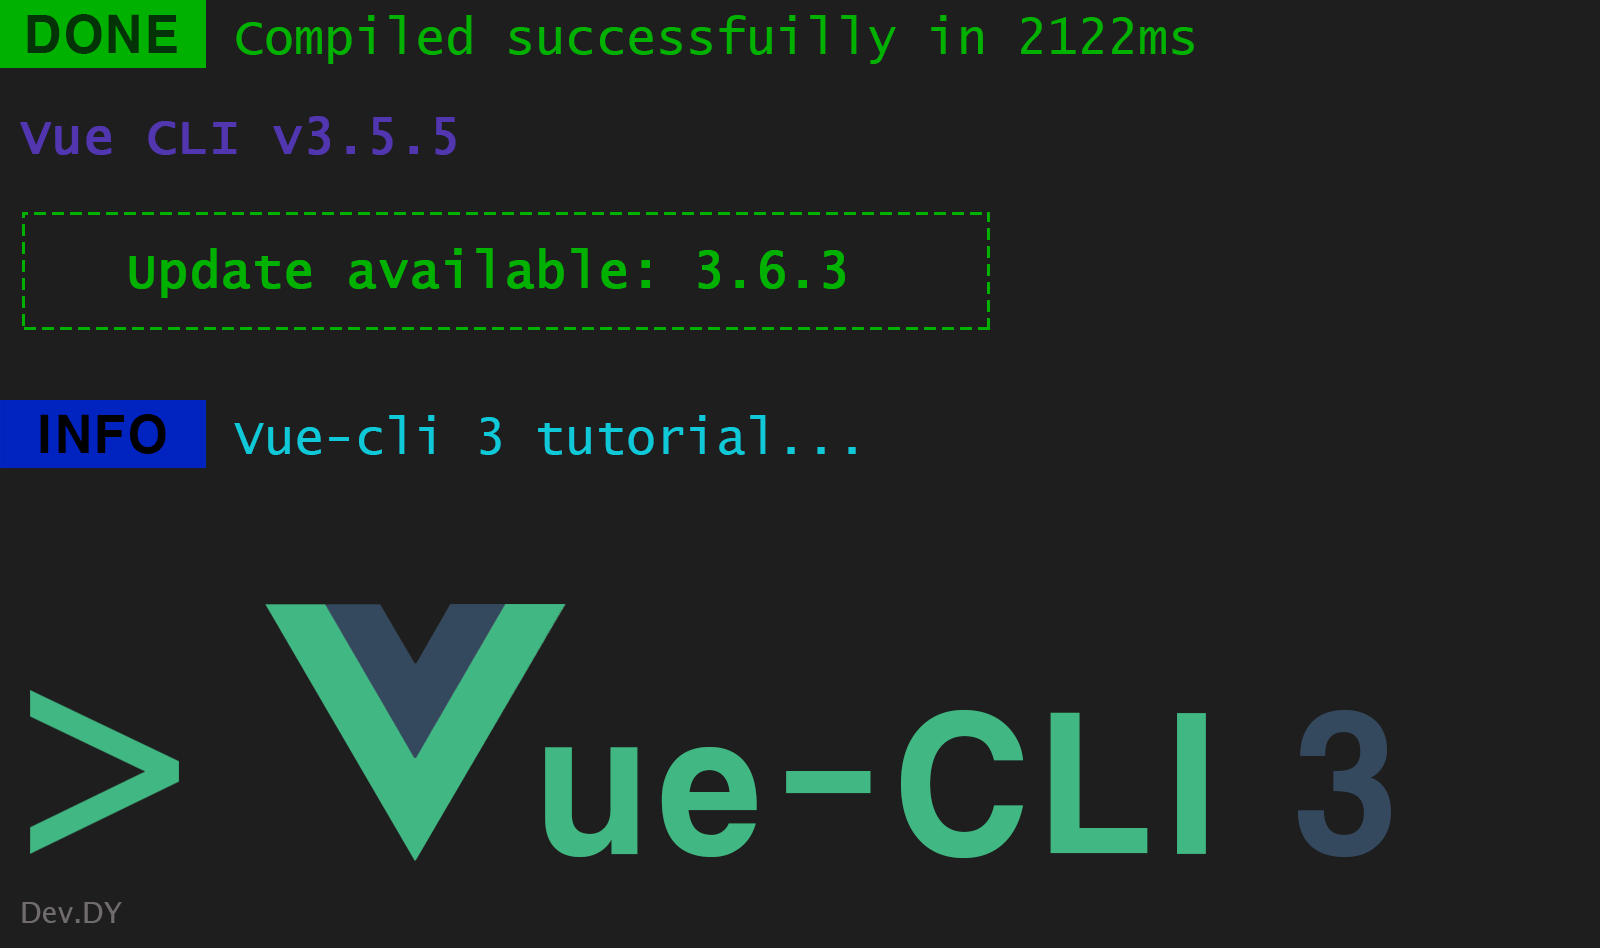 DONE Compiled successfuilly in 2122ms
Vue CLI v3.5.5
Update available: 3.6.3
INFO Vue-cli 3 tutorial...
> Vue-CLI 3
Dev.DY